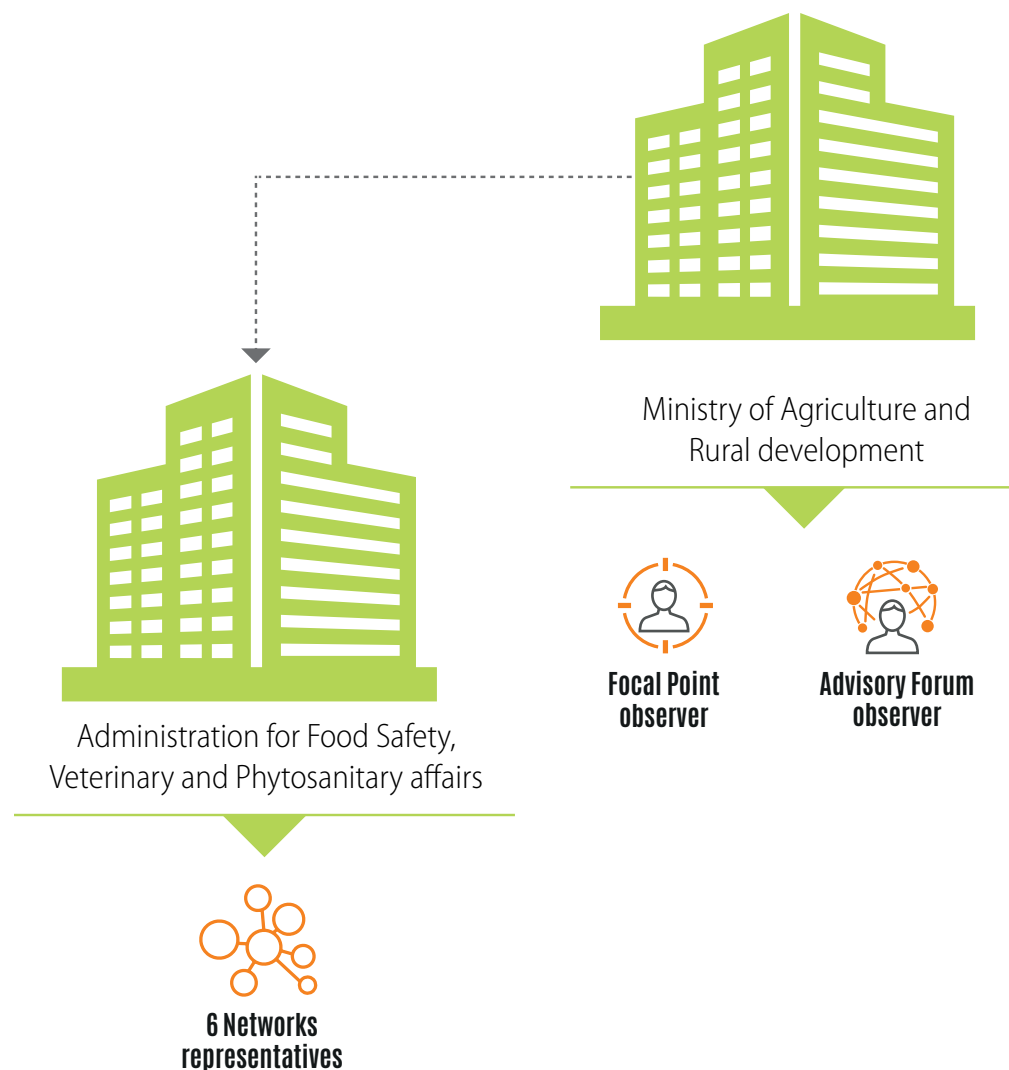 Ministry of Agriculture and
Rural development
Focal Point
observer
Advisory Forum
observer
Administration for Food Safety,
Veterinary and Phytosanitary affairs
6 Networks
representatives